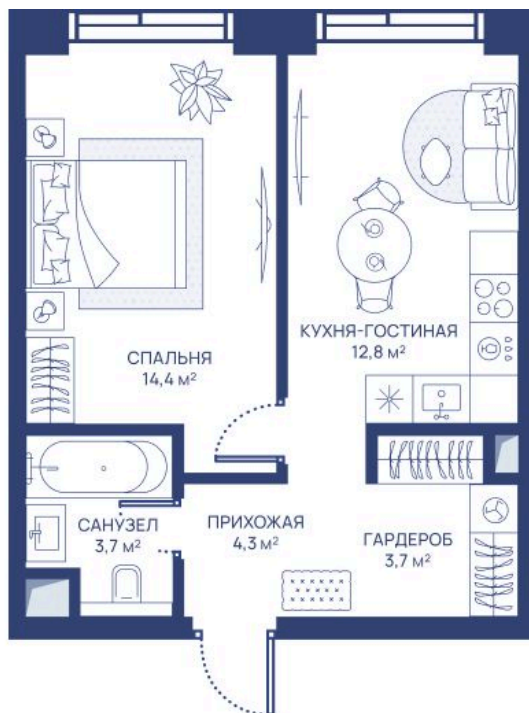 СПАЛЬНЯ
14,4 м²
КУХНЯ-ГОСТИНАЯ
12,8 м²
САНУЗЕЛ
3,7 м²
ПРИХОЖАЯ
4,3 м²
ГАРДЕРОБ
3,7 м²